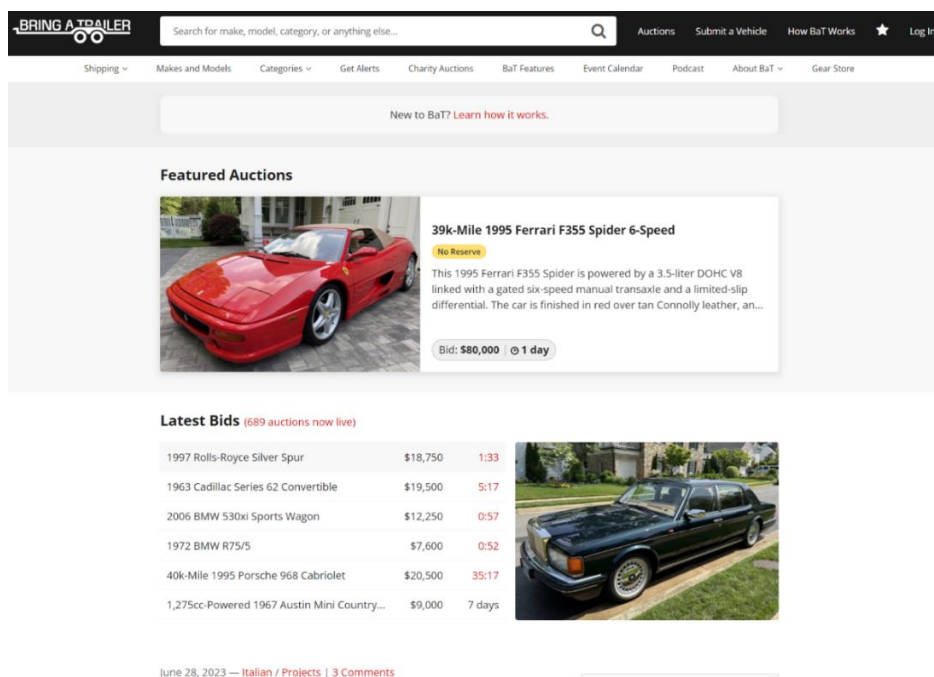 BRING A TRAILER
Search for make, model, category, or anything else...
Auctions Submit a Vehicle How BaT Works Log In
Shipping Makes and Models Categories Get Alerts Charity Auctions BaT Features Event Calendar Podcast About BaT Gear Store
New to BaT? Learn how it works.
Featured Auctions
39k-Mile 1995 Ferrari F355 Spider 6-Speed
No Reserve
This 1995 Ferrari F355 Spider is powered by a 3.5-liter DOHC V8
linked with a gated six-speed manual transaxle and a limited-slip
differential. The car is finished in red over tan Connolly leather, an...
Bid: $80,000 1 day
Latest Bids (689 auctions now live)
1997 Rolls-Royce Silver Spur $18,750 1:33
1963 Cadillac Series 62 Convertible $19,500 5:17
2006 BMW 530xi Sports Wagon $12,250 0:57
1972 BMW R75/5 $7,600 0:52
40k-Mile 1995 Porsche 968 Cabriolet $20,500 35:17
1,275cc-Powered 1967 Austin Mini Country... $9,000 7 days
June 28, 2023 — Italian / Projects | 3 Comments